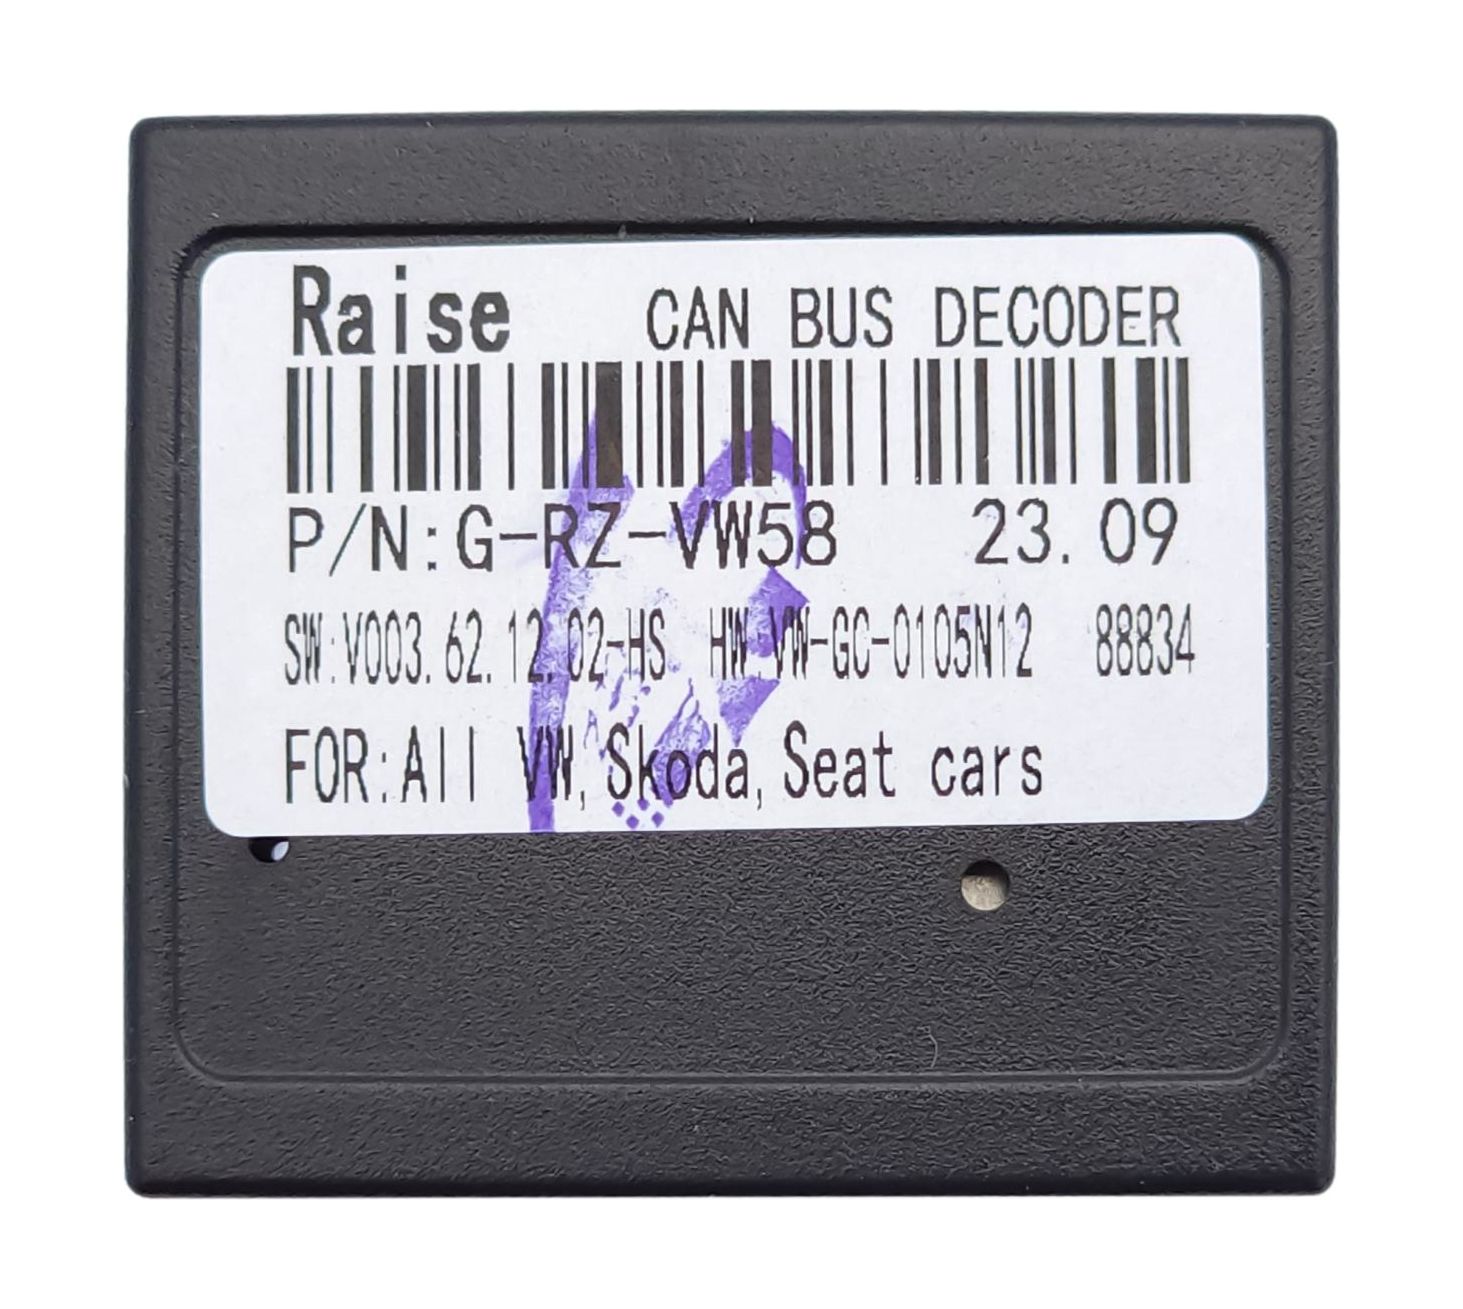 Raise CAN BUS DECODER
P/N:G-RZ-VW58 23.09
SW:V003.62.12.02-HS HW:VW-GC-0105N12 88834
FOR:All VW,Skoda,Seat cars